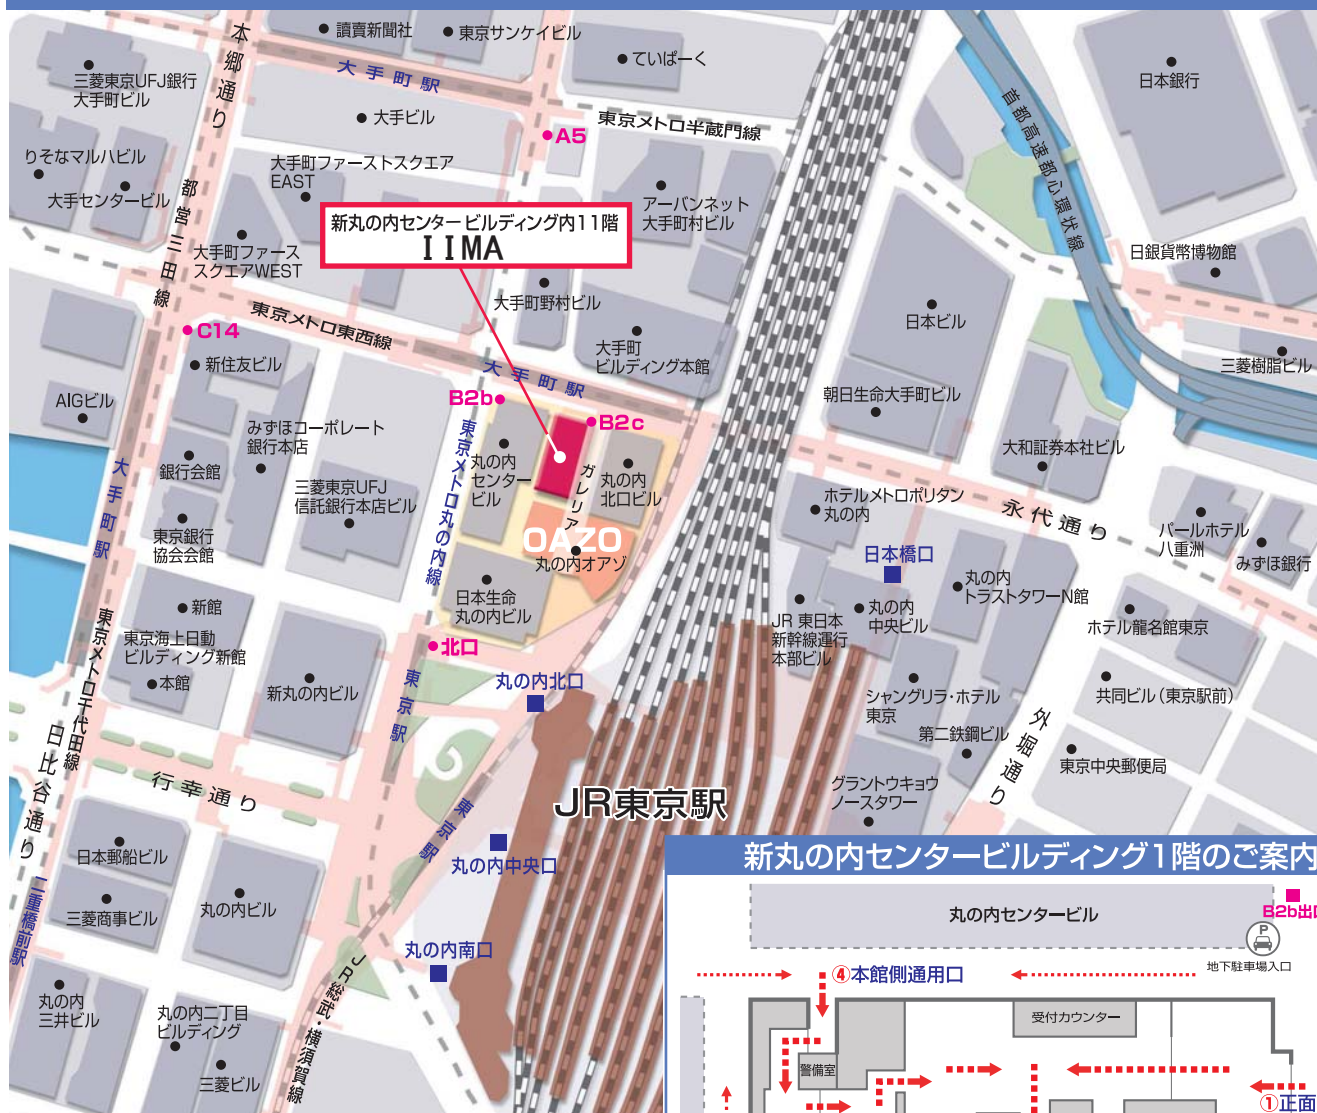 讀賣新聞社
東京サンケイビル
ていぱーく
日本銀行
本郷通り
三菱東京UFJ銀行
大手町ビル
大手町駅
大手ビル
東京メトロ半蔵門線
A5
首都高速都心環状線
りそなマルハビル
大手センタービル
大手町ファーストスクエア
EAST
アーバンネット
大手町村ビル
都営三田線
新丸の内センタービルディング内11階
IIMA
大手町ファース
スクエアWEST
日銀貨幣博物館
大手町野村ビル
東京メトロ東西線
日本ビル
C14
新住友ビル
大手町
ビルディング本館
三菱樹脂ビル
大手町駅
AIGビル
B2b
B2c
朝日生命大手町ビル
みずほコーポレート
銀行本店
大和証券本社ビル
銀行会館
丸の内
センター
ビル
ガレリア
丸の内
北口ビル
三菱東京UFJ
信託銀行本店ビル
東京メトロ丸の内線
ホテルメトロポリタン
丸の内
永代通り
大手町駅
東京銀行
協会会館
OAZO
丸の内オアゾ
日本橋口
パールホテル
八重洲
みずほ銀行
日本生命
丸の内ビル
丸の内
トラストタワーN館
新館
JR 東日本
新幹線運行
本部ビル
丸の内
中央ビル
ホテル龍名館東京
東京海上日動
ビルディング新館
北口
本館
新丸の内ビル
丸の内北口
東京駅
シャングリラ・ホテル
東京
共同ビル(東京駅前)
東京メトロ千代田線
日比谷通り
第二鉄鋼ビル
外堀通り
東京中央郵便局
行幸通り
グラントウキョウ
ノースタワー
JR東京駅
東京駅
日本郵船ビル
丸の内中央口
三菱商事ビル
丸の内ビル
二重橋前駅
丸の内南口
JR総武・横須賀線
丸の内
三井ビル
丸の内二丁目
ビルディング
三菱ビル
新丸の内センタービルディング1階のご案内
丸の内センタービル
B2b出口
P
地下駐車場入口
④本館側通用口
受付カウンター
警備室
①正面